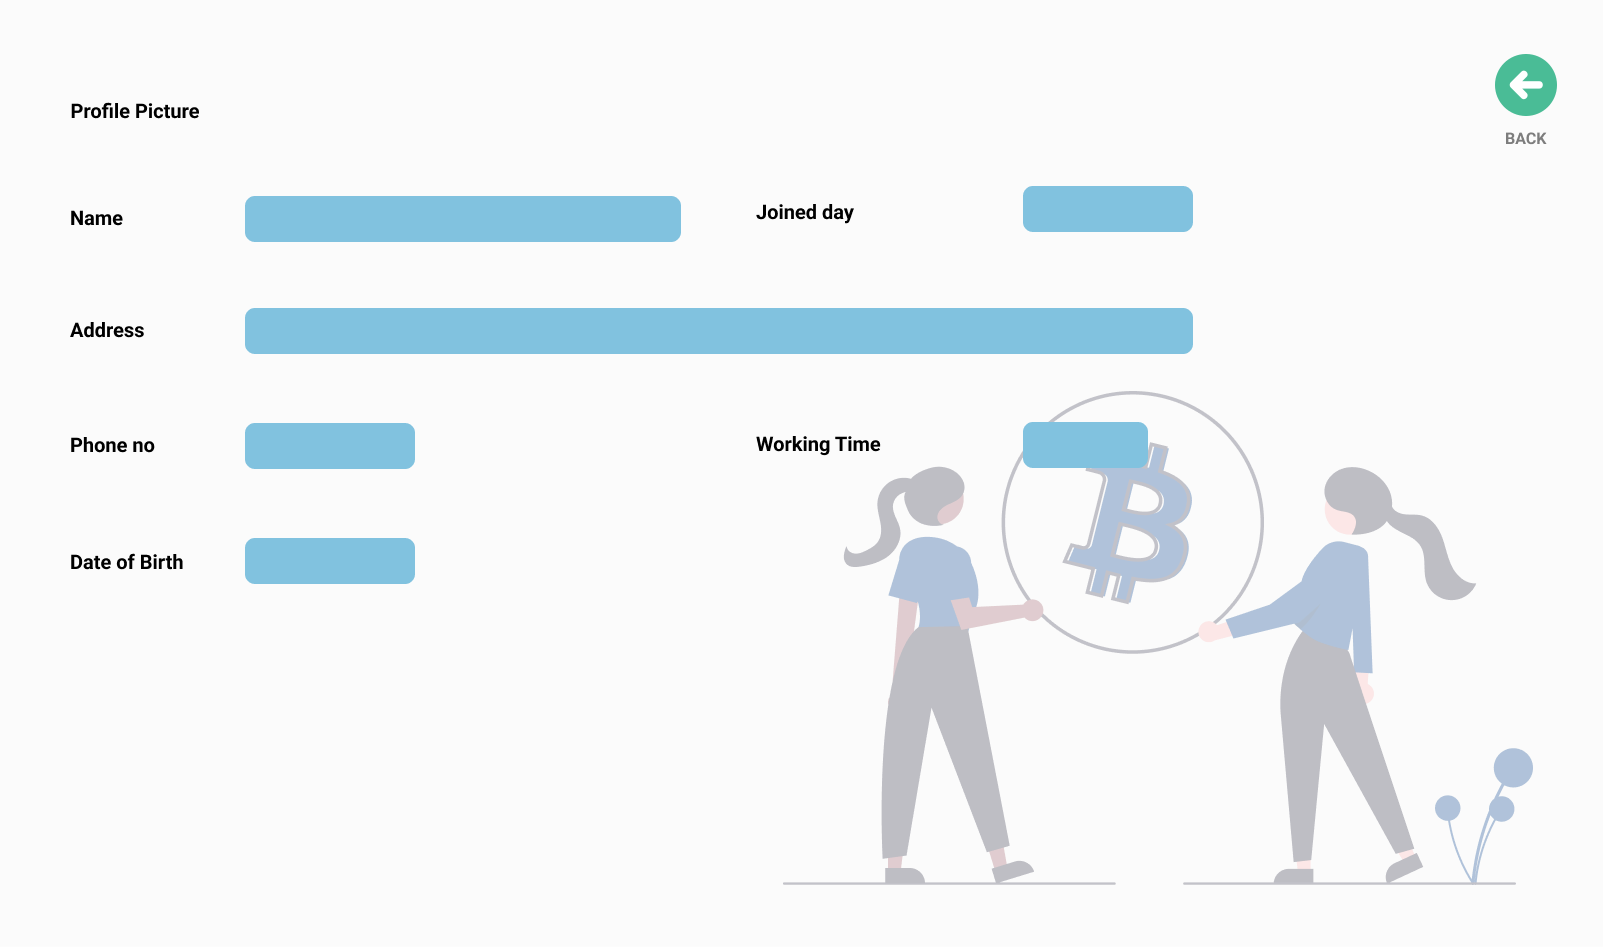 Profile Picture
BACK
Name
Joined day
Address
Phone no
Working Time
Date of Birth